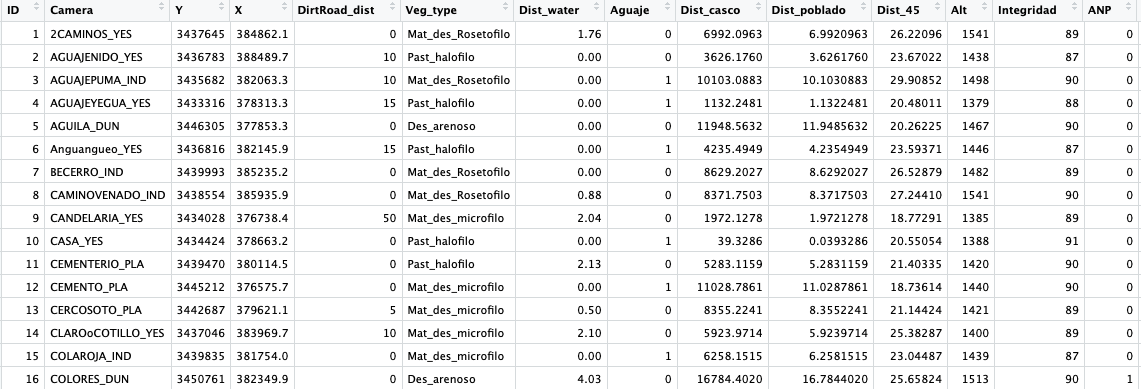 ID Camera Y X DirtRoad_dist Veg_type Dist_water Aguaje Dist_casco Dist_poblado Dist_45 Alt Integridad ANP
1 2CAMINOS_YES 3437645 384862.1 0 Mat_des_Rosetofilo 1.76 0 6992.0963 6.9920963 26.22096 1541 89 0
2 AGUAJENIDO_YES 3436783 388489.7 10 Past_halofilo 0.00 0 3626.1760 3.6261760 23.67022 1438 87 0
3 AGUAJEPUMA_IND 3435682 382063.3 10 Mat_des_Rosetofilo 0.00 1 10103.0883 10.1030883 29.90852 1498 90 0
4 AGUAJEYEGUA_YES 3433316 378313.3 15 Past_halofilo 0.00 1 1132.2481 1.1322481 20.48011 1379 88 0
5 AGUILA_DUN 3446305 377853.3 0 Des_arenoso 0.00 0 11948.5632 11.9485632 20.26225 1467 90 0
6 Anguangueo_YES 3436816 382145.9 15 Past_halofilo 0.00 1 4235.4949 4.2354949 23.59371 1446 87 0
7 BECERRO_IND 3439993 385235.2 0 Mat_des_Rosetofilo 0.00 0 8629.2027 8.6292027 26.52879 1482 89 0
8 CAMINOVENADO_IND 3438554 385935.9 0 Mat_des_Rosetofilo 0.88 0 8371.7503 8.3717503 27.24410 1541 90 0
9 CANDELARIA_YES 3434028 376738.4 50 Mat_des_microfilo 2.04 0 1972.1278 1.9721278 18.77291 1385 89 0
10 CASA_YES 3434424 378663.2 0 Past_halofilo 0.00 1 39.3286 0.0393286 20.55054 1388 91 0
11 CEMENTERIO_PLA 3439470 380114.5 0 Past_halofilo 2.13 0 5283.1159 5.2831159 21.40335 1420 90 0
12 CEMENTO_PLA 3445212 376575.7 0 Mat_des_microfilo 0.00 1 11028.7861 11.0287861 18.73614 1440 90 0
13 CERCOSOTO_PLA 3442687 379621.1 5 Mat_des_microfilo 0.50 0 8355.2241 8.3552241 21.14424 1421 89 0
14 CLAROoCOTILLO_YES 3437046 383969.7 10 Mat_des_microfilo 2.10 0 5923.9714 5.9239714 25.38287 1400 89 0
15 COLAROJA_IND 3439835 381754.0 0 Mat_des_microfilo 0.00 1 6258.1515 6.2581515 23.04487 1439 87 0
16 COLORES_DUN 3450761 382349.9 0 Des_arenoso 4.03 0 16784.4020 16.7844020 25.65824 1513 90 1